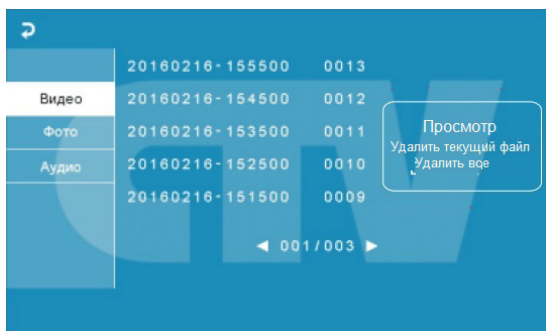 20160216-155500 0013
Видео
20160216-154500 0012
Фото
20160216-153500 0011
Аудио
20160216-152500 0010
20160216-151500 0009
Просмотр
Удалить текущий файл
Удалить все
◀ 001/003 ▶
CTV